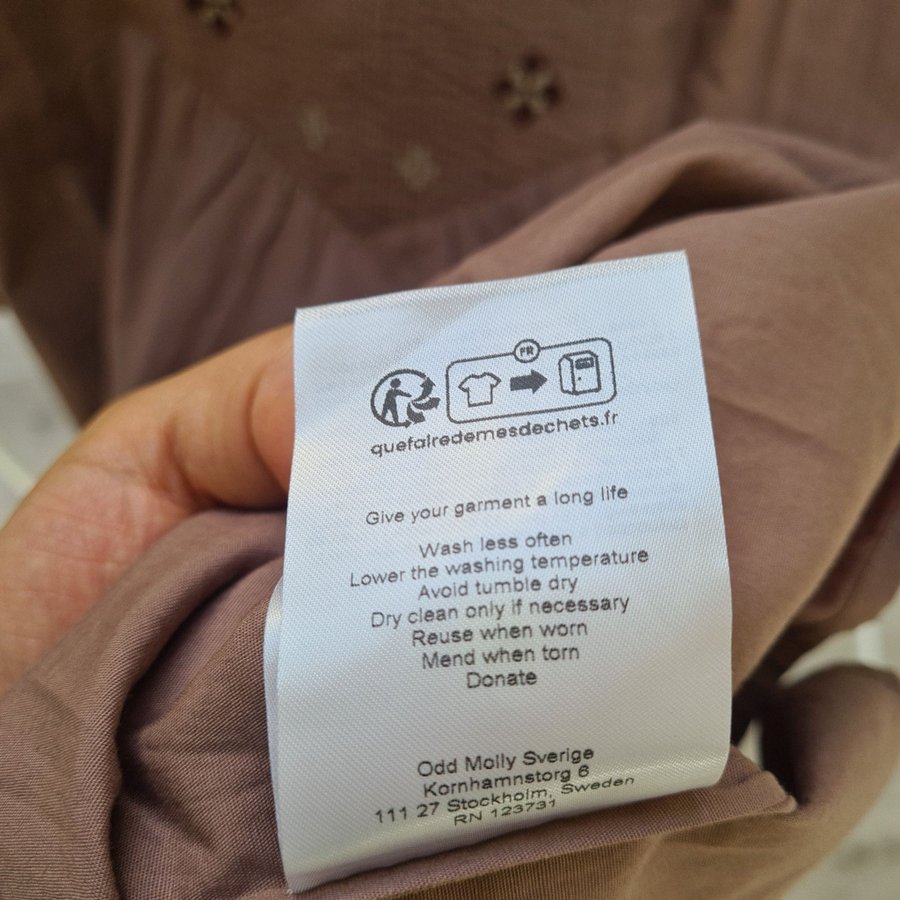 FR
quefairedemesdechets.fr
Give your garment a long life
Wash less often
Lower the washing temperature
Avoid tumble dry
Dry clean only if necessary
Reuse when worn
Mend when torn
Donate
Odd Molly Sverige
Kornhamnstorg 6
111 27 Stockholm, Sweden
RN 123731